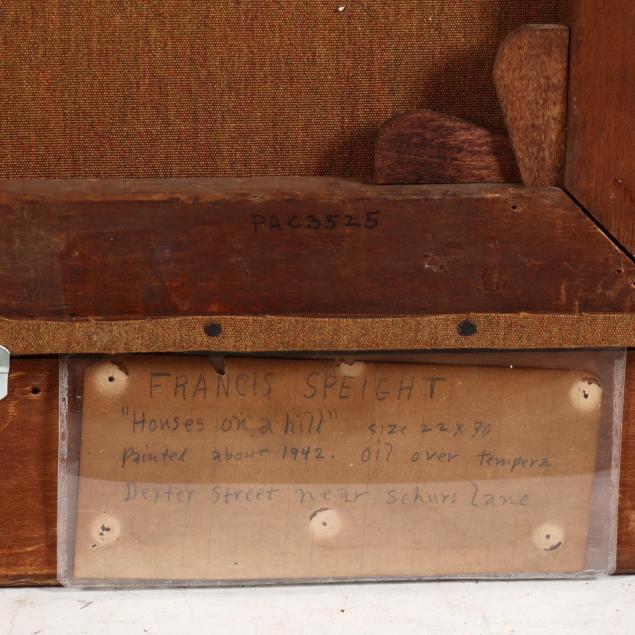 PAC3525
FRANCIS SPEIGHT
"Houses on a hill" size 22 x 30
Painted about 1942. Oil over tempera
Dexter Street near Schurs lane